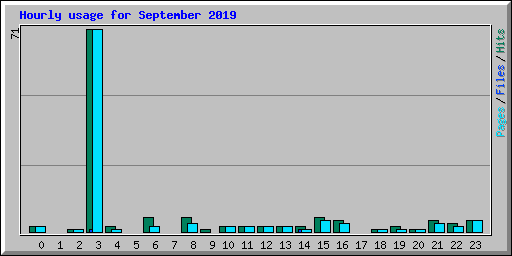 Hourly usage for September 2019
71
Pages/Files/Hits
0 1 2 3 4 5 6 7 8 9 10 11 12 13 14 15 16 17 18 19 20 21 22 23